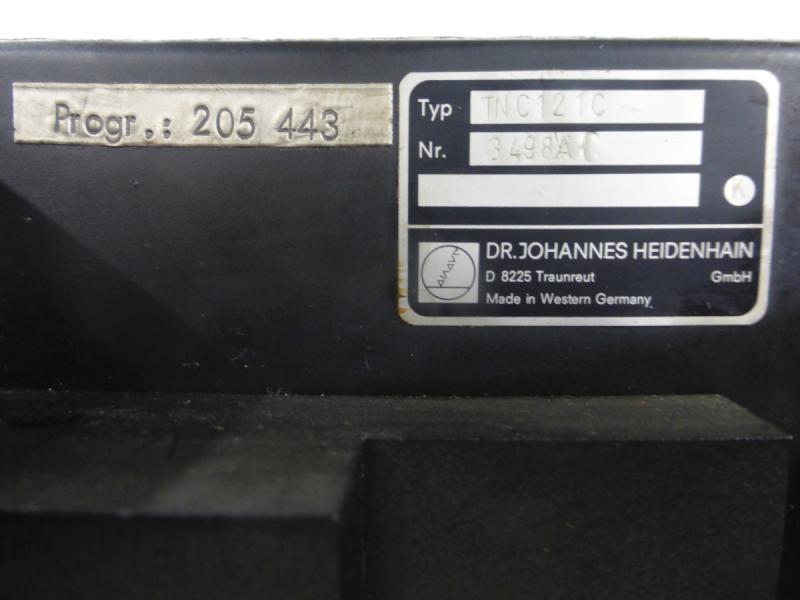 Progr.: 205 443
Typ TNC121C
Nr. 3498A
K
DR. JOHANNES HEIDENHAIN
D 8225 Traunreut GmbH
Made in Western Germany